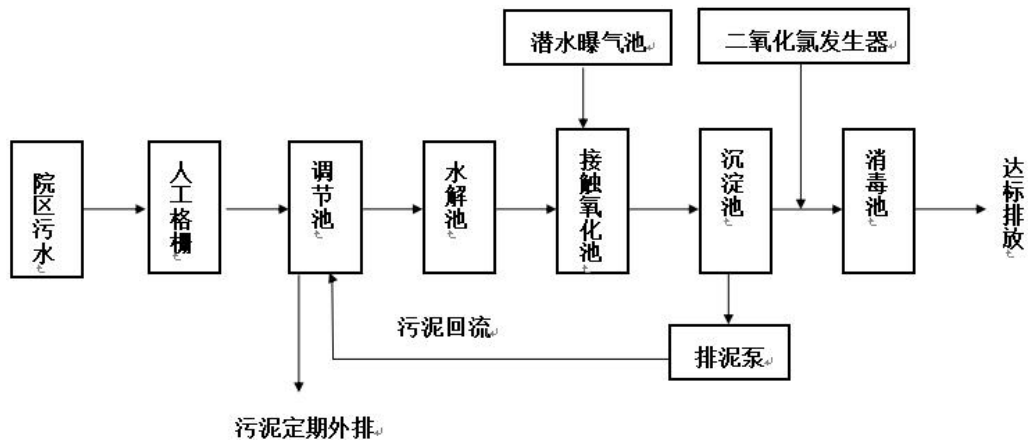 潜水曝气池
二氧化氯发生器
院区污水
人工格栅
调节池
水解池
接触氧化池
沉淀池
消毒池
达标排放
污泥回流
排泥泵
污泥定期外排